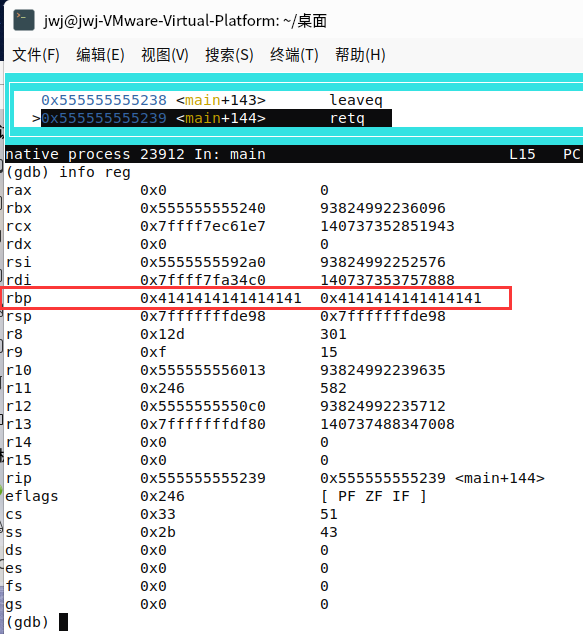 jwj@jwj-VMware-Virtual-Platform: ~/桌面
文件(F) 编辑(E) 视图(V) 搜索(S) 终端(T) 帮助(H)
0x555555555238 <main+143> leaveq
>0x555555555239 <main+144> retq
native process 23912 In: main L15 PC
(gdb) info reg
rax 0x0 0
rbx 0x555555555240 93824992236096
rcx 0x7ffff7ec61e7 140737352851943
rdx 0x0 0
rsi 0x5555555592a0 93824992252576
rdi 0x7ffff7fa34c0 140737353757888
rbp 0x4141414141414141 0x4141414141414141
rsp 0x7fffffffde98 0x7fffffffde98
r8 0x12d 301
r9 0xf 15
r10 0x555555556013 93824992239635
r11 0x246 582
r12 0x5555555550c0 93824992235712
r13 0x7fffffffdf80 140737488347008
r14 0x0 0
r15 0x0 0
rip 0x555555555239 0x555555555239 <main+144>
eflags 0x246 [ PF ZF IF ]
cs 0x33 51
ss 0x2b 43
ds 0x0 0
es 0x0 0
fs 0x0 0
gs 0x0 0
(gdb)